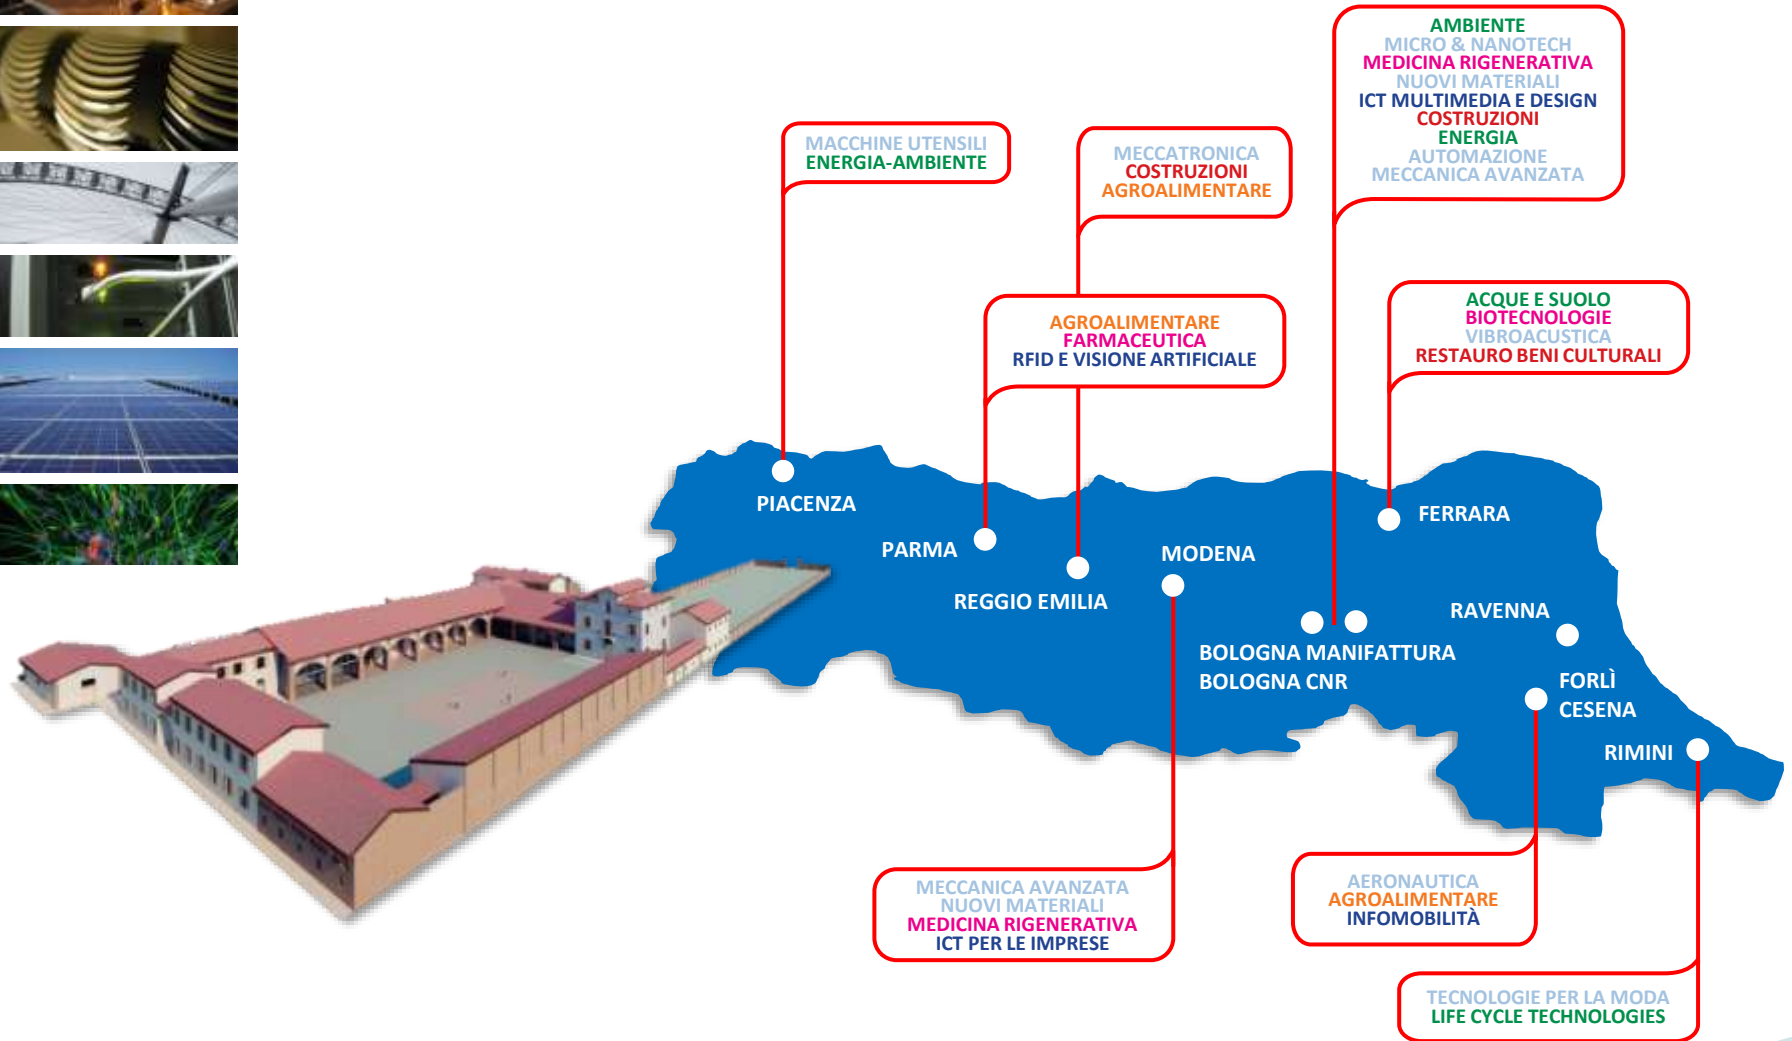 AMBIENTE
MICRO & NANOTECH
MEDICINA RIGENERATIVA
NUOVI MATERIALI
ICT MULTIMEDIA E DESIGN
COSTRUZIONI
ENERGIA
AUTOMAZIONE
MECCANICA AVANZATA
MACCHINE UTENSILI
ENERGIA-AMBIENTE
MECCATRONICA
COSTRUZIONI
AGROALIMENTARE
AGROALIMENTARE
FARMACEUTICA
RFID E VISIONE ARTIFICIALE
ACQUE E SUOLO
BIOTECNOLOGIE
VIBROACUSTICA
RESTAURO BENI CULTURALI
PIACENZA
PARMA
REGGIO EMILIA
MODENA
FERRARA
BOLOGNA MANIFATTURA
BOLOGNA CNR
RAVENNA
FORLÌ
CESENA
RIMINI
MECCANICA AVANZATA
NUOVI MATERIALI
MEDICINA RIGENERATIVA
ICT PER LE IMPRESE
AERONAUTICA
AGROALIMENTARE
INFOMOBILITÀ
TECNOLOGIE PER LA MODA
LIFE CYCLE TECHNOLOGIES